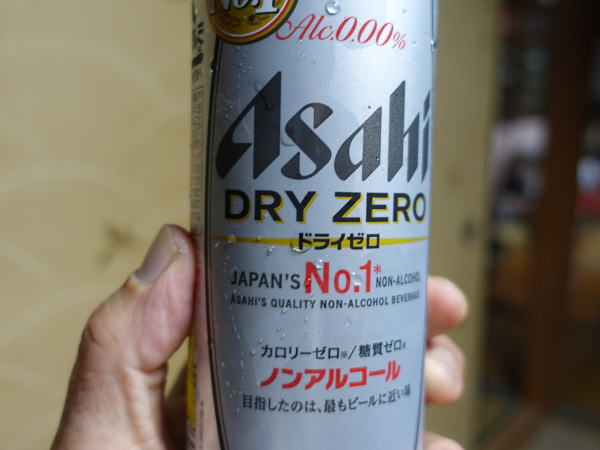 No.1
Alc.0.00%
Asahi
DRY ZERO
ドライゼロ
JAPAN'S No.1* NON-ALCOHOL
ASAHI'S QUALITY NON-ALCOHOL BEVERAGE
カロリーゼロ※/糖質ゼロ※
ノンアルコール
目指したのは、最もビールに近い味